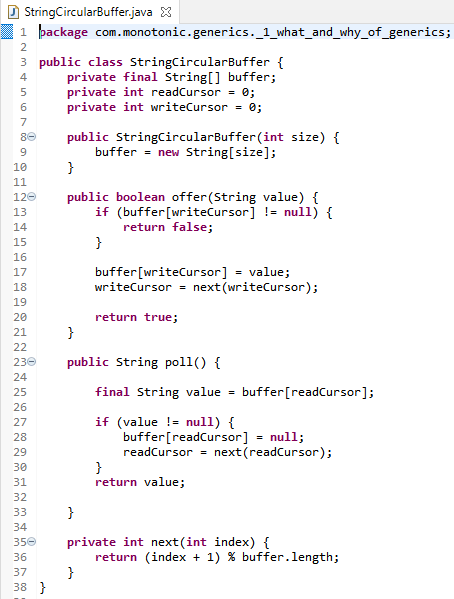 StringCircularBuffer.java
1 package com.monotonic.generics._1_what_and_why_of_generics;
2
3 public class StringCircularBuffer {
4     private final String[] buffer;
5     private int readCursor = 0;
6     private int writeCursor = 0;
7
8     public StringCircularBuffer(int size) {
9         buffer = new String[size];
10     }
11
12     public boolean offer(String value) {
13         if (buffer[writeCursor] != null) {
14             return false;
15         }
16
17         buffer[writeCursor] = value;
18         writeCursor = next(writeCursor);
19
20         return true;
21     }
22
23     public String poll() {
24
25         final String value = buffer[readCursor];
26
27         if (value != null) {
28             buffer[readCursor] = null;
29             readCursor = next(readCursor);
30         }
31         return value;
32
33     }
34
35     private int next(int index) {
36         return (index + 1) % buffer.length;
37     }
38 }